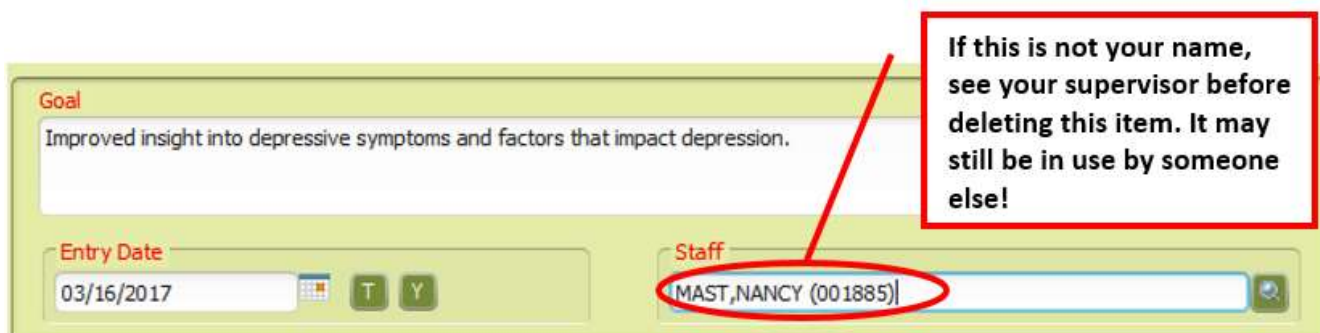 If this is not your name,
see your supervisor before
deleting this item. It may
still be in use by someone
else!
Goal
Improved insight into depressive symptoms and factors that impact depression.
Entry Date
Staff
03/16/2017
T
Y
MAST,NANCY (001885)